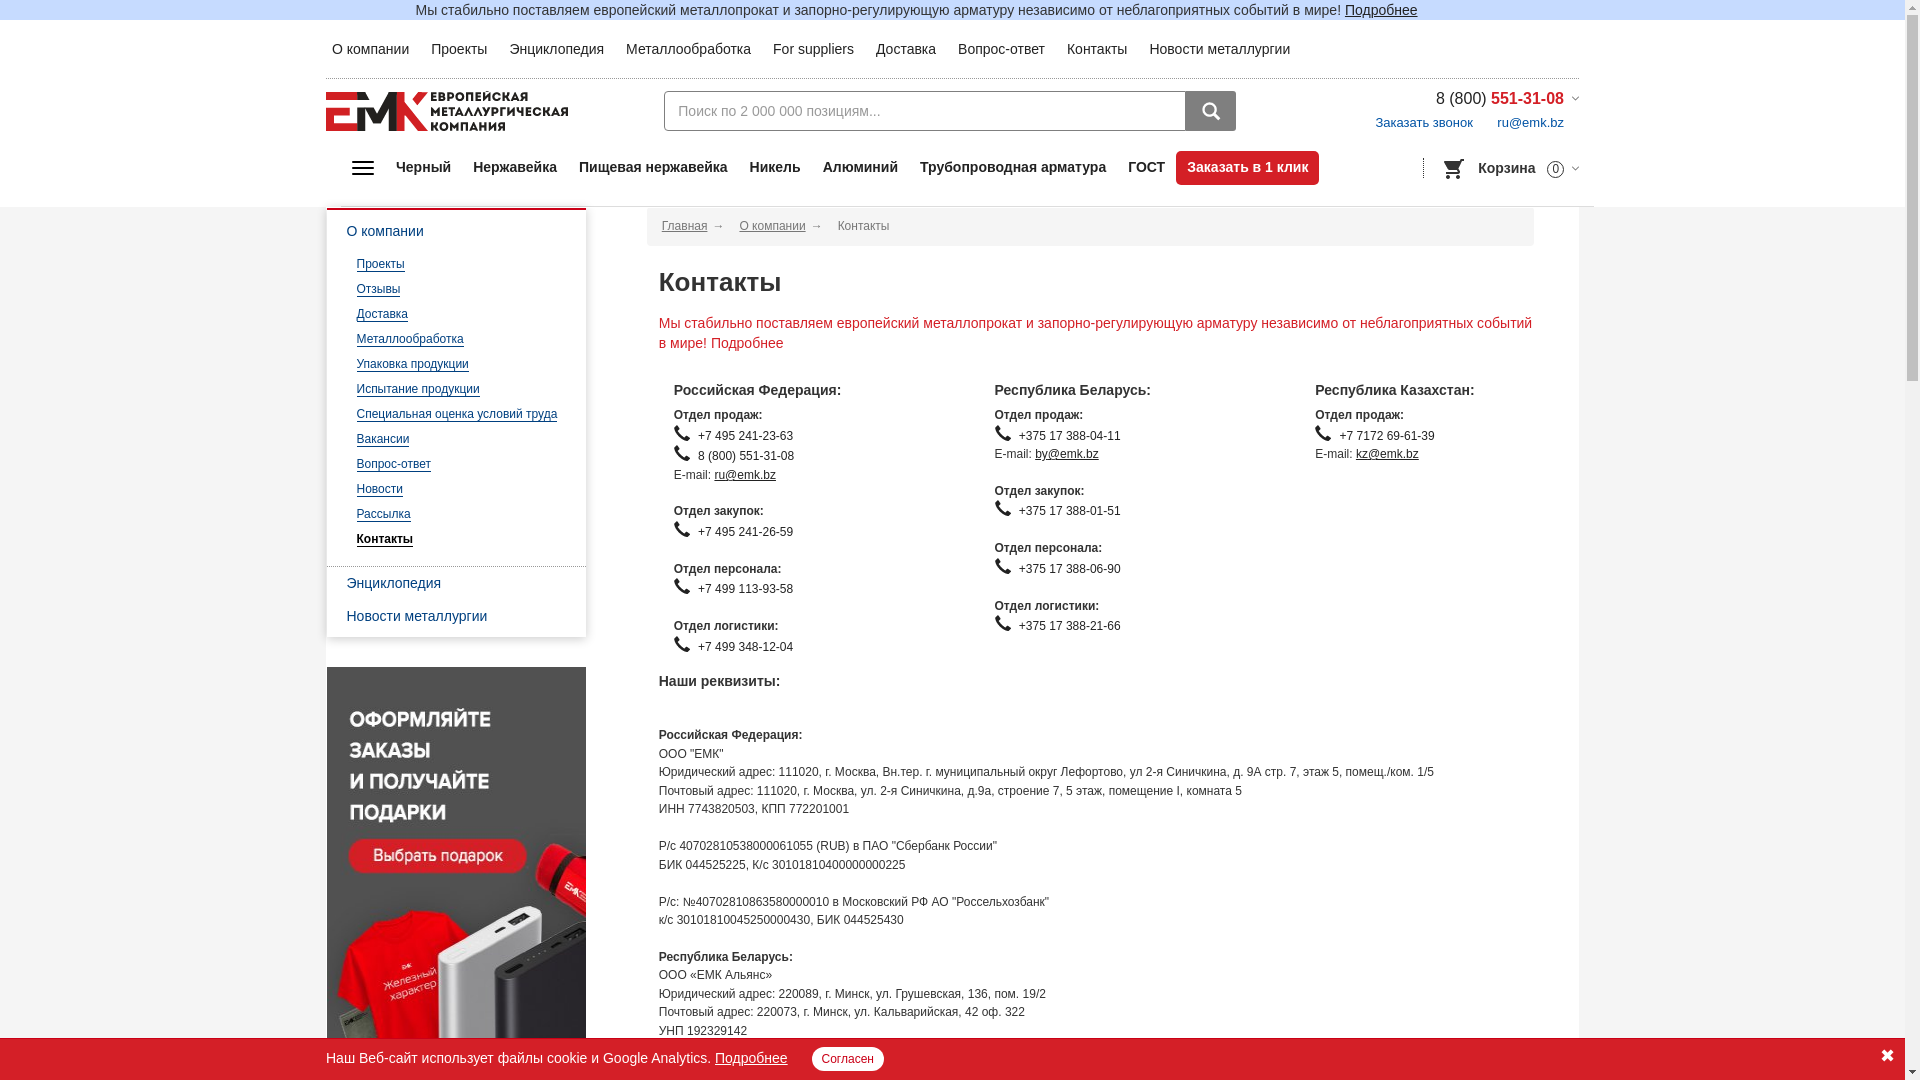 Мы стабильно поставляем европейский металлопрокат и запорно-регулирующую арматуру независимо от неблагоприятных событий в мире! Подробнее
О компании Проекты Энциклопедия Металлообработка For suppliers Доставка Вопрос-ответ Контакты Новости металлургии
EMK ЕВРОПЕЙСКАЯ
МЕТАЛЛУРГИЧЕСКАЯ
КОМПАНИЯ
Поиск по 2 000 000 позициям...
8 (800) 551-31-08
Заказать звонок ru@emk.bz
Черный Нержавейка Пищевая нержавейка Никель Алюминий Трубопроводная арматура ГОСТ Заказать в 1 клик
Корзина 0
О компании
Проекты
Отзывы
Доставка
Металлообработка
Упаковка продукции
Испытание продукции
Специальная оценка условий труда
Вакансии
Вопрос-ответ
Новости
Рассылка
Контакты
Энциклопедия
Новости металлургии
ОФОРМЛЯЙТЕ
ЗАКАЗЫ
И ПОЛУЧАЙТЕ
ПОДАРКИ
Выбрать подарок
EMK
EMK
Железный
характер
Главная → О компании → Контакты
Контакты
Мы стабильно поставляем европейский металлопрокат и запорно-регулирующую арматуру независимо от неблагоприятных событий
в мире! Подробнее
Российская Федерация:
Отдел продаж:
+7 495 241-23-63
8 (800) 551-31-08
E-mail: ru@emk.bz
Отдел закупок:
+7 495 241-26-59
Отдел персонала:
+7 499 113-93-58
Отдел логистики:
+7 499 348-12-04
Республика Беларусь:
Отдел продаж:
+375 17 388-04-11
E-mail: by@emk.bz
Отдел закупок:
+375 17 388-01-51
Отдел персонала:
+375 17 388-06-90
Отдел логистики:
+375 17 388-21-66
Республика Казахстан:
Отдел продаж:
+7 7172 69-61-39
E-mail: kz@emk.bz
Наши реквизиты:
Российская Федерация:
ООО "ЕМК"
Юридический адрес: 111020, г. Москва, Вн.тер. г. муниципальный округ Лефортово, ул 2-я Синичкина, д. 9А стр. 7, этаж 5, помещ./ком. 1/5
Почтовый адрес: 111020, г. Москва, ул. 2-я Синичкина, д.9а, строение 7, 5 этаж, помещение I, комната 5
ИНН 7743820503, КПП 772201001
Р/с 40702810538000061055 (RUB) в ПАО "Сбербанк России"
БИК 044525225, К/с 30101810400000000225
Р/с: №40702810863580000010 в Московский РФ АО "Россельхозбанк"
к/с 30101810045250000430, БИК 044525430
Республика Беларусь:
ООО «ЕМК Альянс»
Юридический адрес: 220089, г. Минск, ул. Грушевская, 136, пом. 19/2
Почтовый адрес: 220073, г. Минск, ул. Кальварийская, 42 оф. 322
УНП 192329142
Наш Веб-сайт использует файлы cookie и Google Analytics. Подробнее Согласен ✖